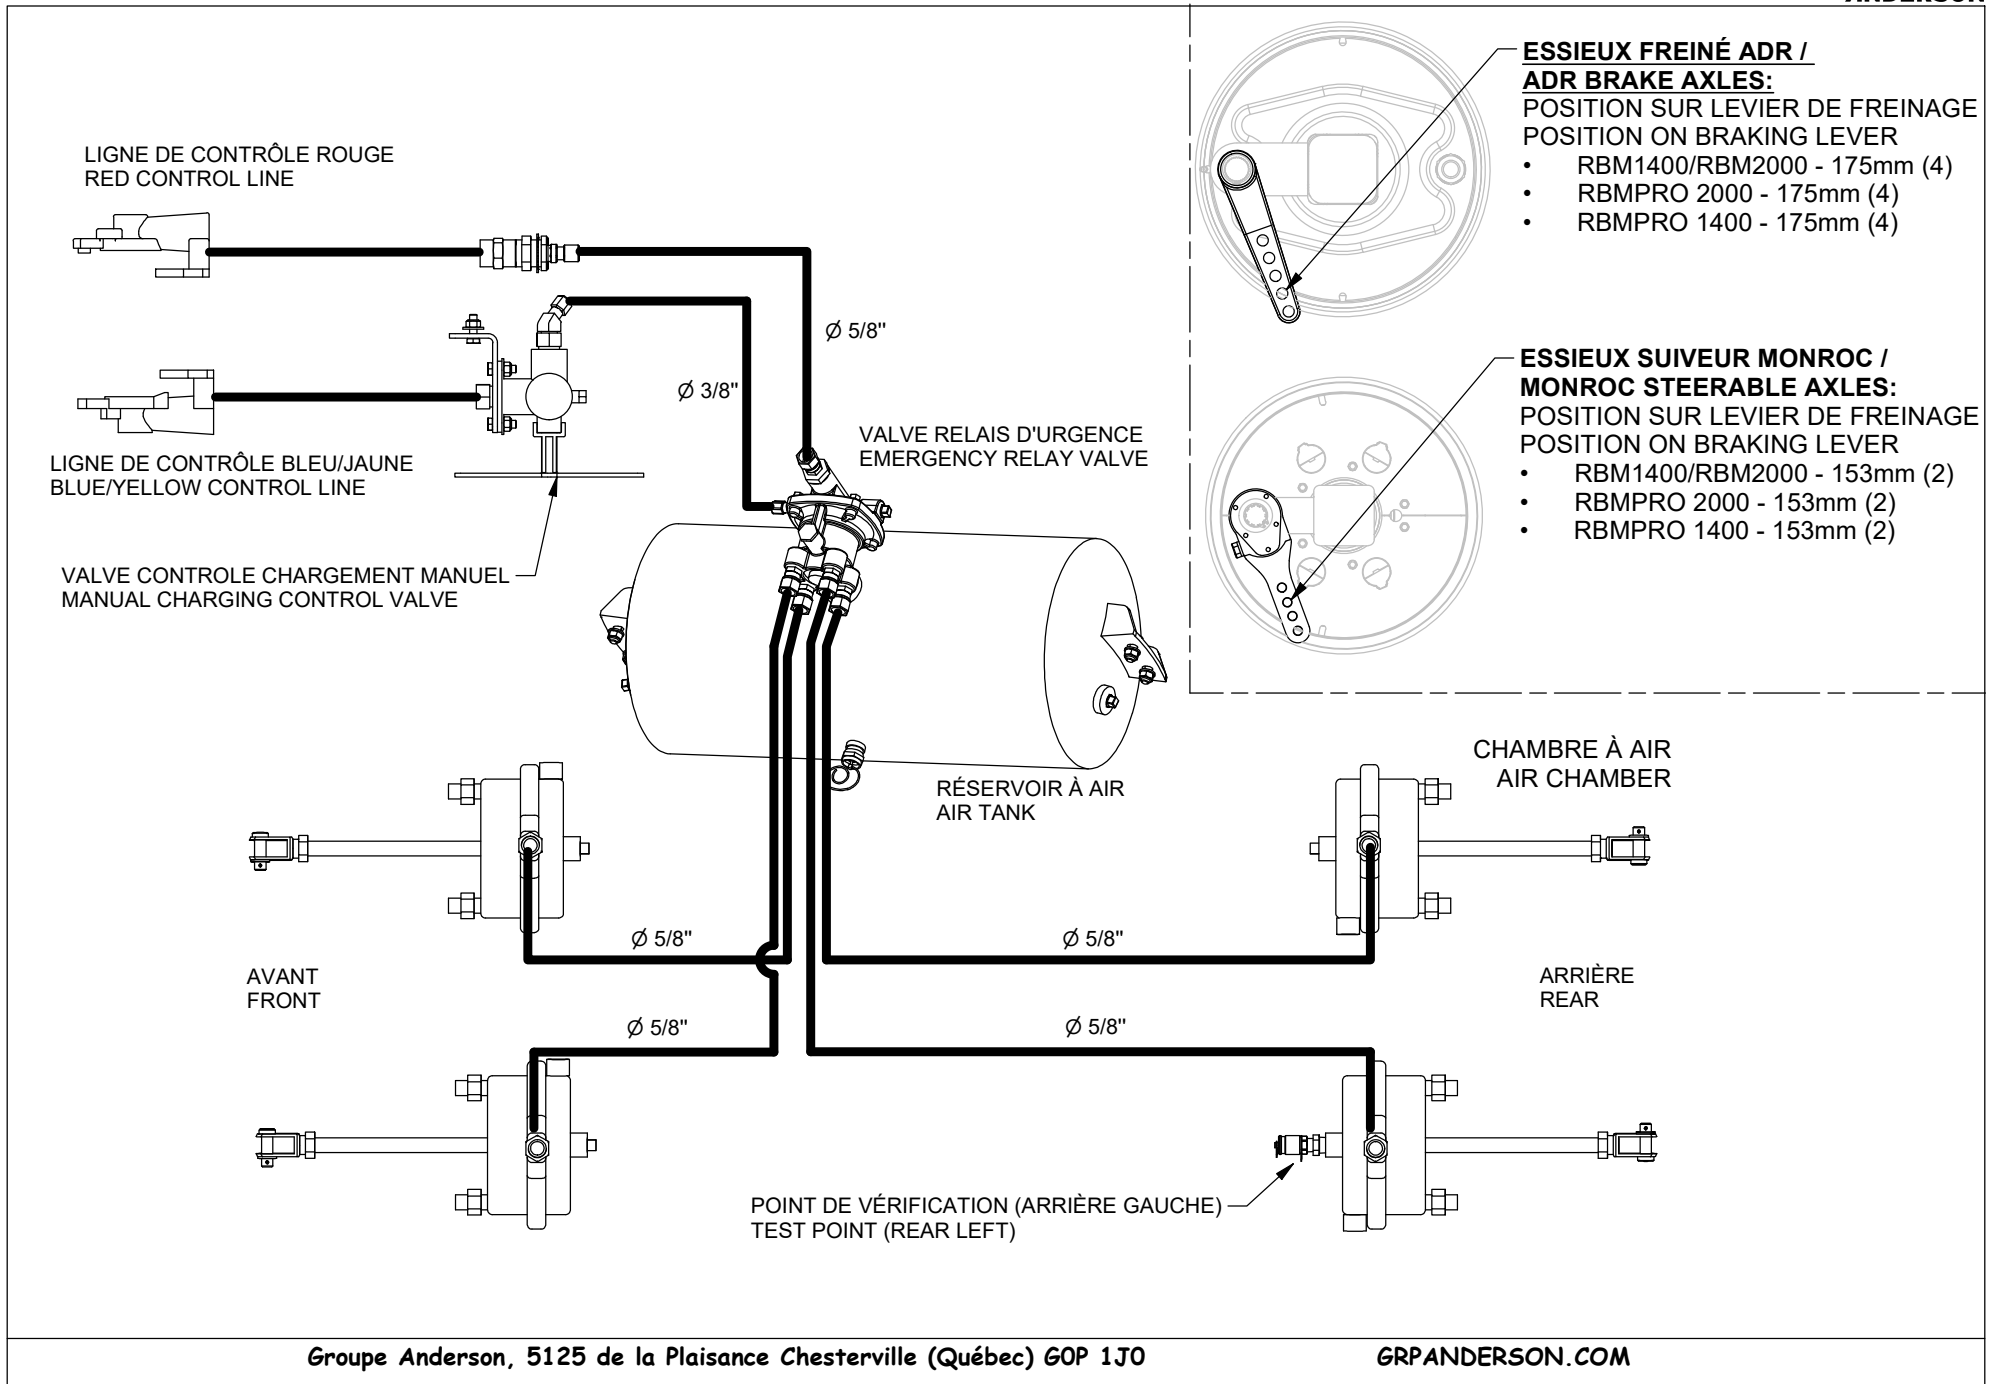 ANDERSON
ESSIEUX FREINÉ ADR /
ADR BRAKE AXLES:
POSITION SUR LEVIER DE FREINAGE
POSITION ON BRAKING LEVER
• RBM1400/RBM2000 - 175mm (4)
• RBMPRO 2000 - 175mm (4)
• RBMPRO 1400 - 175mm (4)
LIGNE DE CONTRÔLE ROUGE
RED CONTROL LINE
Ø 5/8"
Ø 3/8"
ESSIEUX SUIVEUR MONROC /
MONROC STEERABLE AXLES:
POSITION SUR LEVIER DE FREINAGE
POSITION ON BRAKING LEVER
• RBM1400/RBM2000 - 153mm (2)
• RBMPRO 2000 - 153mm (2)
• RBMPRO 1400 - 153mm (2)
VALVE RELAIS D'URGENCE
EMERGENCY RELAY VALVE
LIGNE DE CONTRÔLE BLEU/JAUNE
BLUE/YELLOW CONTROL LINE
VALVE CONTROLE CHARGEMENT MANUEL
MANUAL CHARGING CONTROL VALVE
CHAMBRE À AIR
AIR CHAMBER
RÉSERVOIR À AIR
AIR TANK
Ø 5/8"
Ø 5/8"
AVANT
FRONT
ARRIÈRE
REAR
Ø 5/8"
Ø 5/8"
POINT DE VÉRIFICATION (ARRIÈRE GAUCHE)
TEST POINT (REAR LEFT)
Groupe Anderson, 5125 de la Plaisance Chesterville (Québec) G0P 1J0
GRPANDERSON.COM